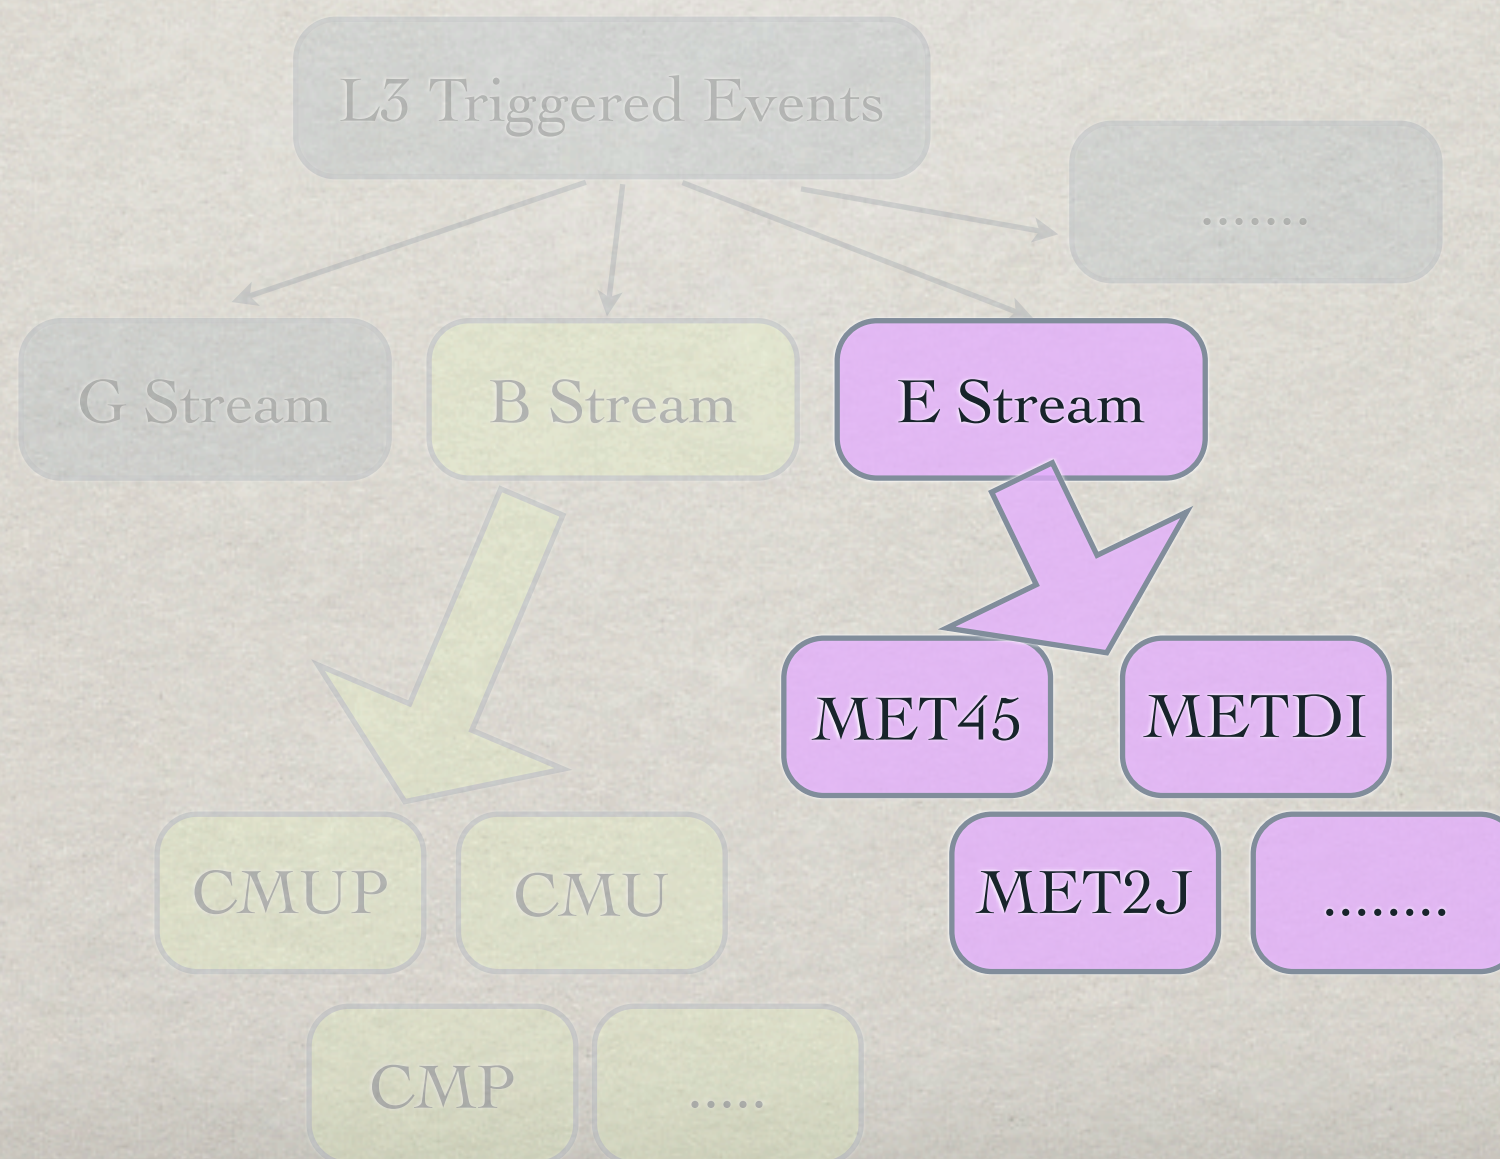 L3 Triggered Events
.......
G Stream
B Stream
E Stream
MET45
METDI
CMUP
CMU
MET2J
........
CMP
.....